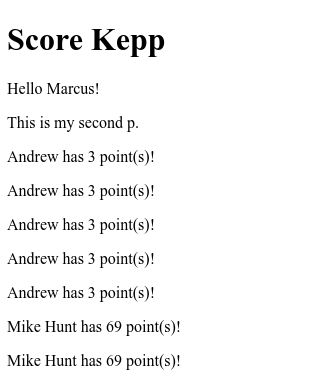 Score Kepp
Hello Marcus!
This is my second p.
Andrew has 3 point(s)!
Andrew has 3 point(s)!
Andrew has 3 point(s)!
Andrew has 3 point(s)!
Andrew has 3 point(s)!
Mike Hunt has 69 point(s)!
Mike Hunt has 69 point(s)!